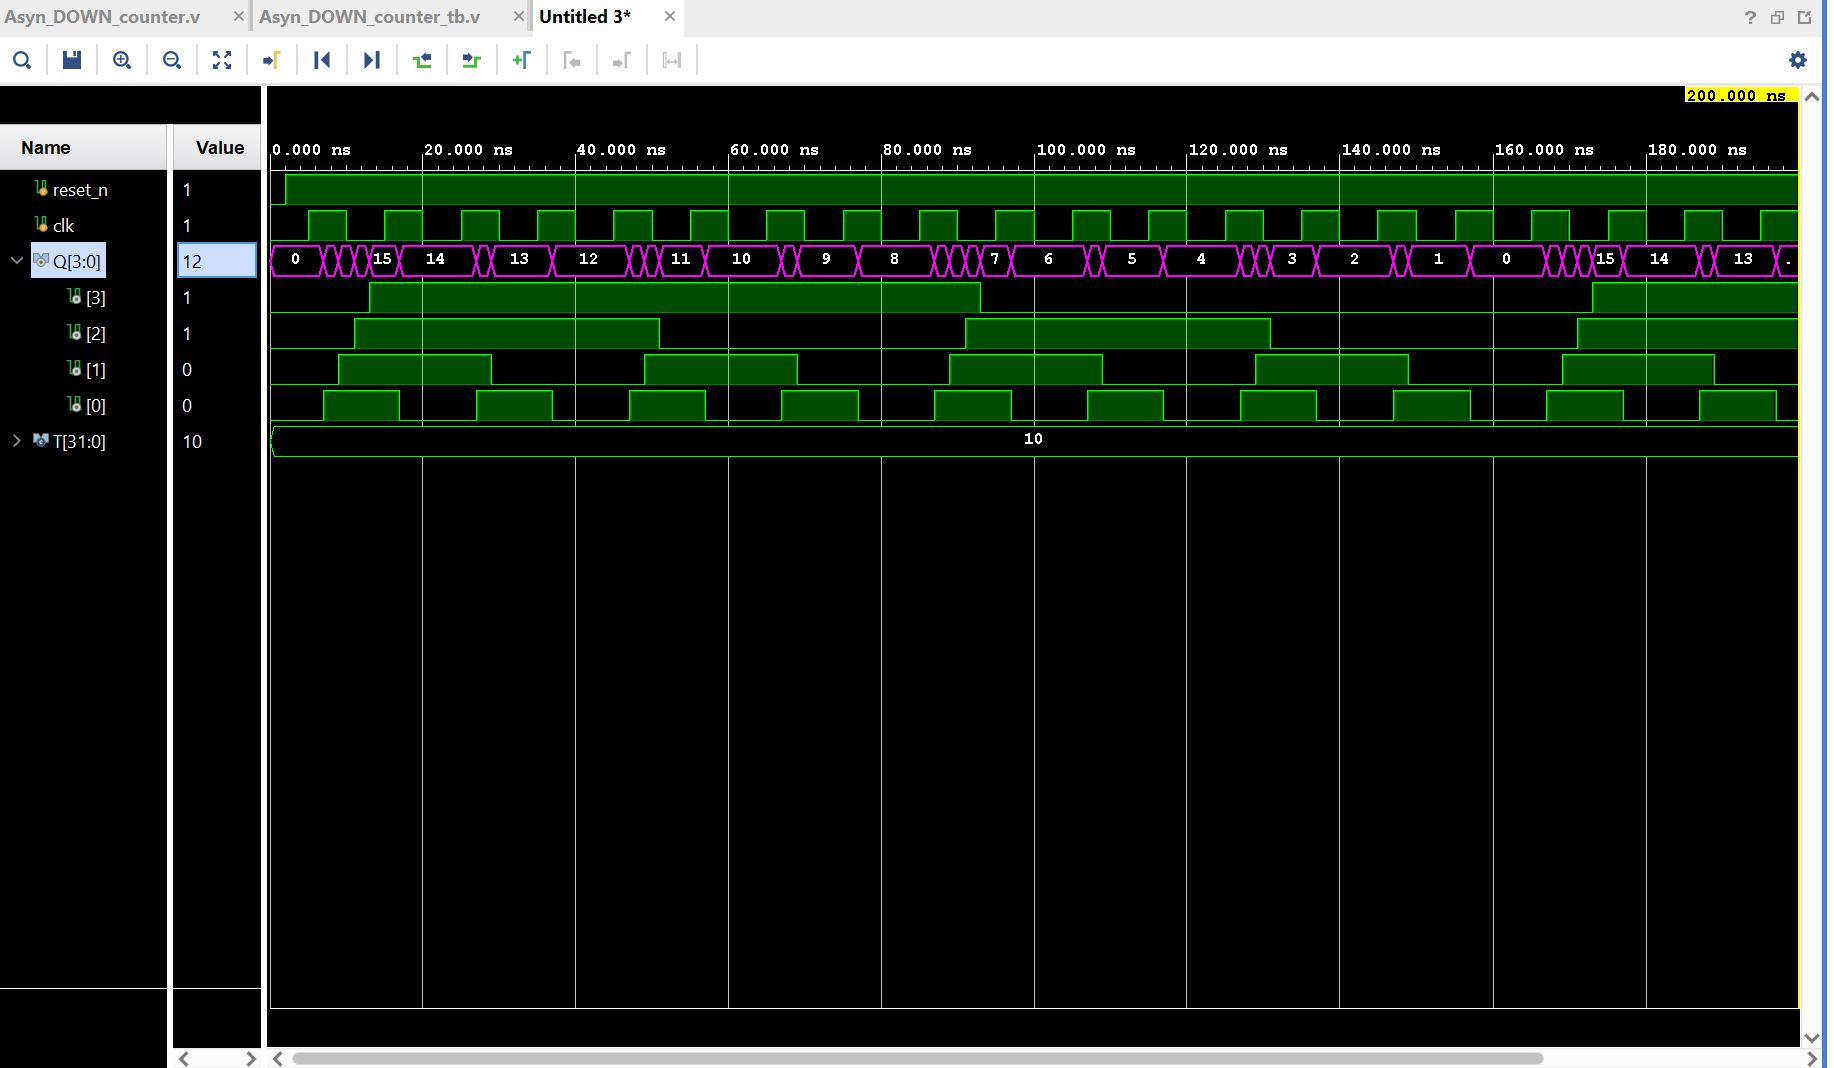 Asyn_DOWN_counter.v × Asyn_DOWN_counter_tb.v × Untitled 3* ×
200.000 ns
Name Value
0.000 ns 20.000 ns 40.000 ns 60.000 ns 80.000 ns 100.000 ns 120.000 ns 140.000 ns 160.000 ns 180.000 ns
reset_n 1
clk 1
Q[3:0] 12 0 15 14 13 12 11 10 9 8 7 6 5 4 3 2 1 0 15 14 13 .
[3] 1
[2] 1
[1] 0
[0] 0
T[31:0] 10 10